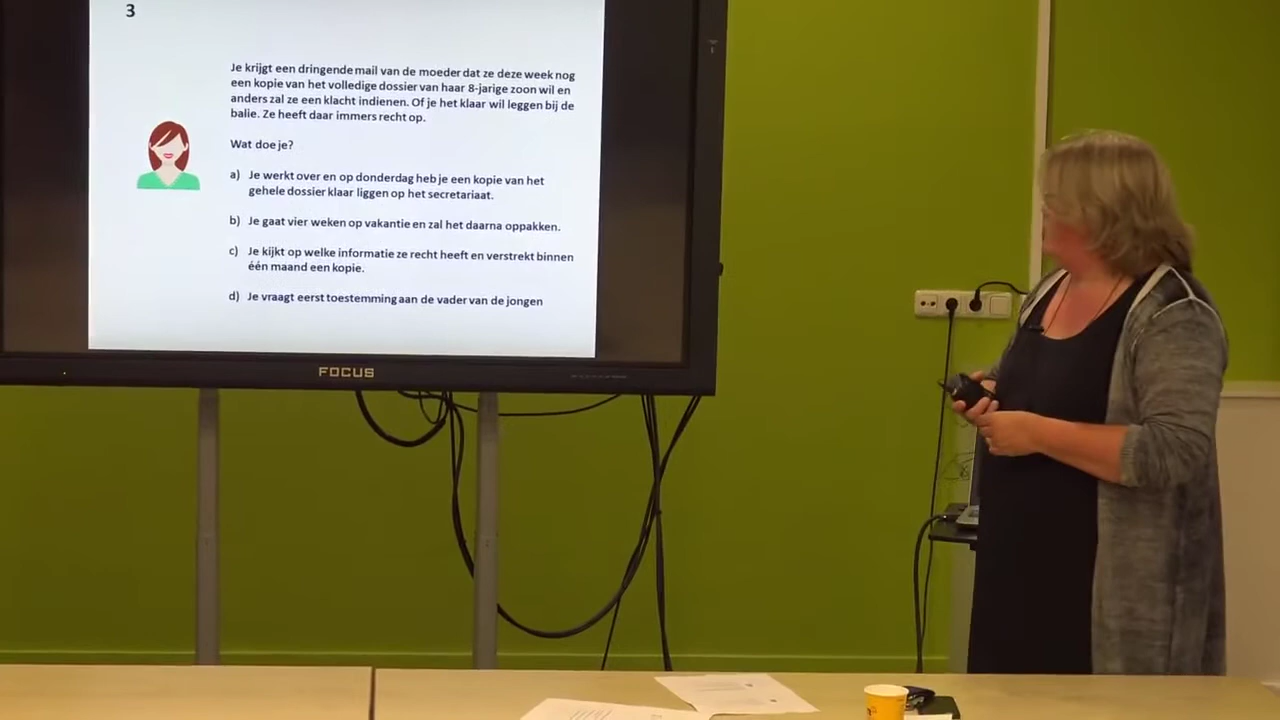 3
Je krijgt een dringende mail van de moeder dat ze deze week nog
een kopie van het volledige dossier van haar 8-jarige zoon wil en
anders zal ze een klacht indienen. Of je het klaar wil leggen bij de
balie. Ze heeft daar immers recht op.
Wat doe je?
a) Je werkt over en op donderdag heb je een kopie van het
gehele dossier klaar liggen op het secretariaat.
b) Je gaat vier weken op vakantie en zal het daarna oppakken.
c) Je kijkt op welke informatie ze recht heeft en verstrekt binnen
één maand een kopie.
d) Je vraagt eerst toestemming aan de vader van de jongen
FOCUS